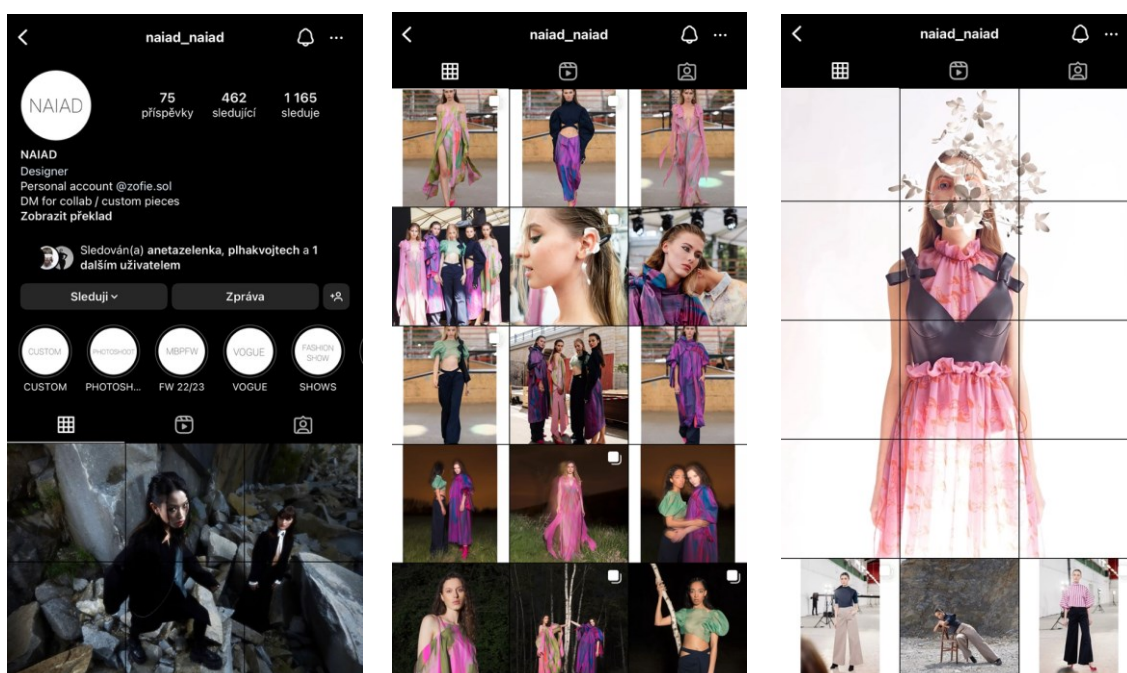 naiad_naiad
NAIAD
75 462 1 165
příspěvky sledující sleduje
NAIAD
Designer
Personal account @zofie.sol
DM for collab / custom pieces
Zobrazit překlad
Sledován(a) anetazelenka, plhakvojtech a 1
dalším uživatelem
Sleduji Zpráva
CUSTOM PHOTOSHOOT MBPFW VOGUE FASHION
SHOW
CUSTOM PHOTOSH... FW 22/23 VOGUE SHOWS
naiad_naiad
naiad_naiad